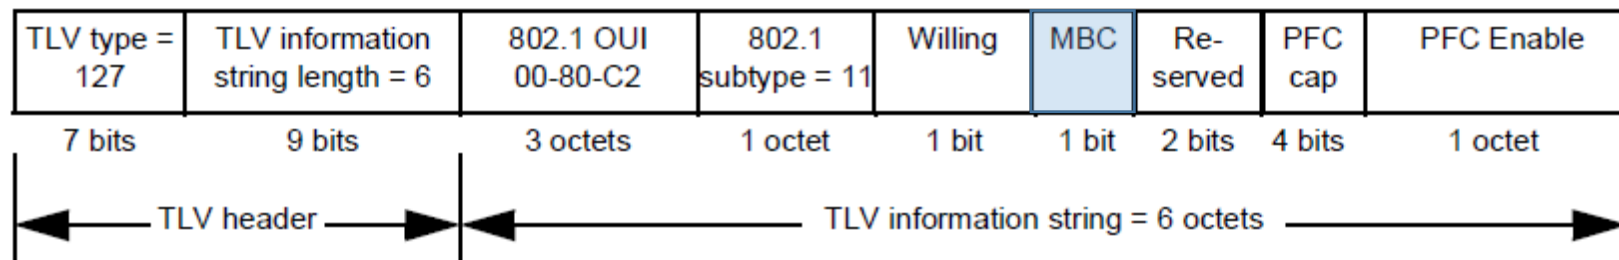 TLV type =
127
TLV information
string length = 6
802.1 OUI
00-80-C2
802.1
subtype = 11
Willing
MBC
Re-
served
PFC
cap
PFC Enable
7 bits
9 bits
3 octets
1 octet
1 bit
1 bit
2 bits
4 bits
1 octet
TLV header
TLV information string = 6 octets